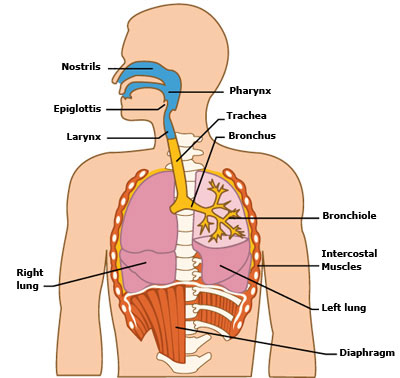 Nostrils
Pharynx
Epiglottis
Trachea
Larynx
Bronchus
Bronchiole
Intercostal
Muscles
Right
lung
Left lung
Diaphragm